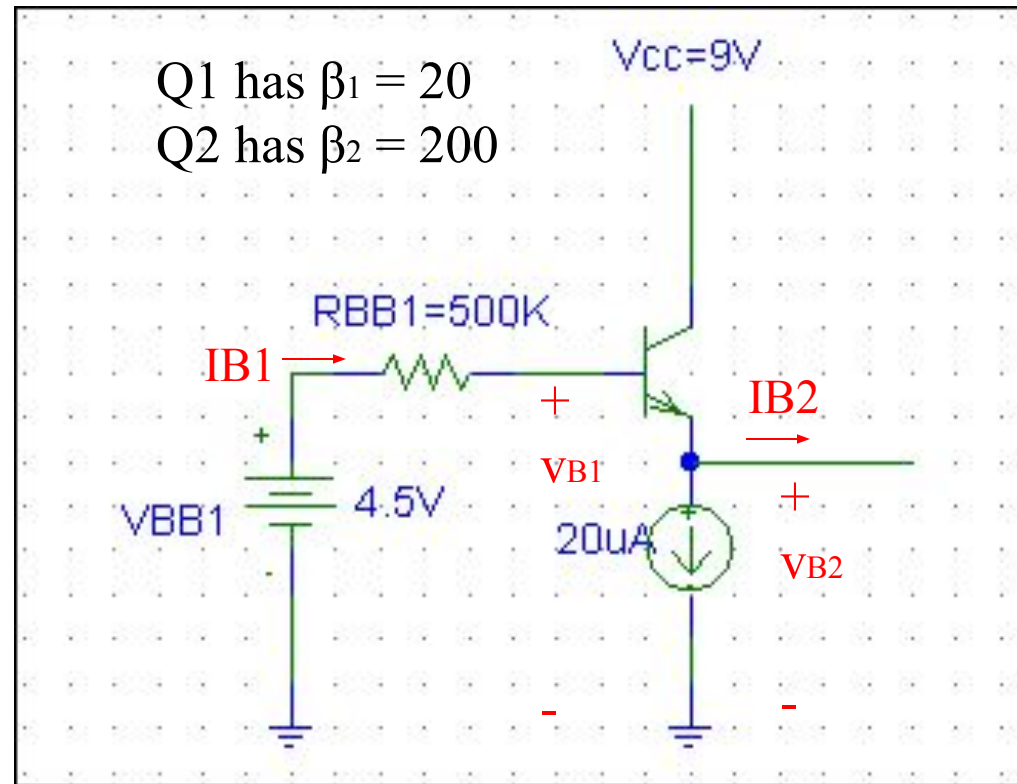 Vcc=9V
Q1 has β1 = 20
Q2 has β2 = 200
RBB1=500K
IB1
IB2
+
+
vB1
+
VBB1
4.5V
20uA
+
vB2
-
-
-